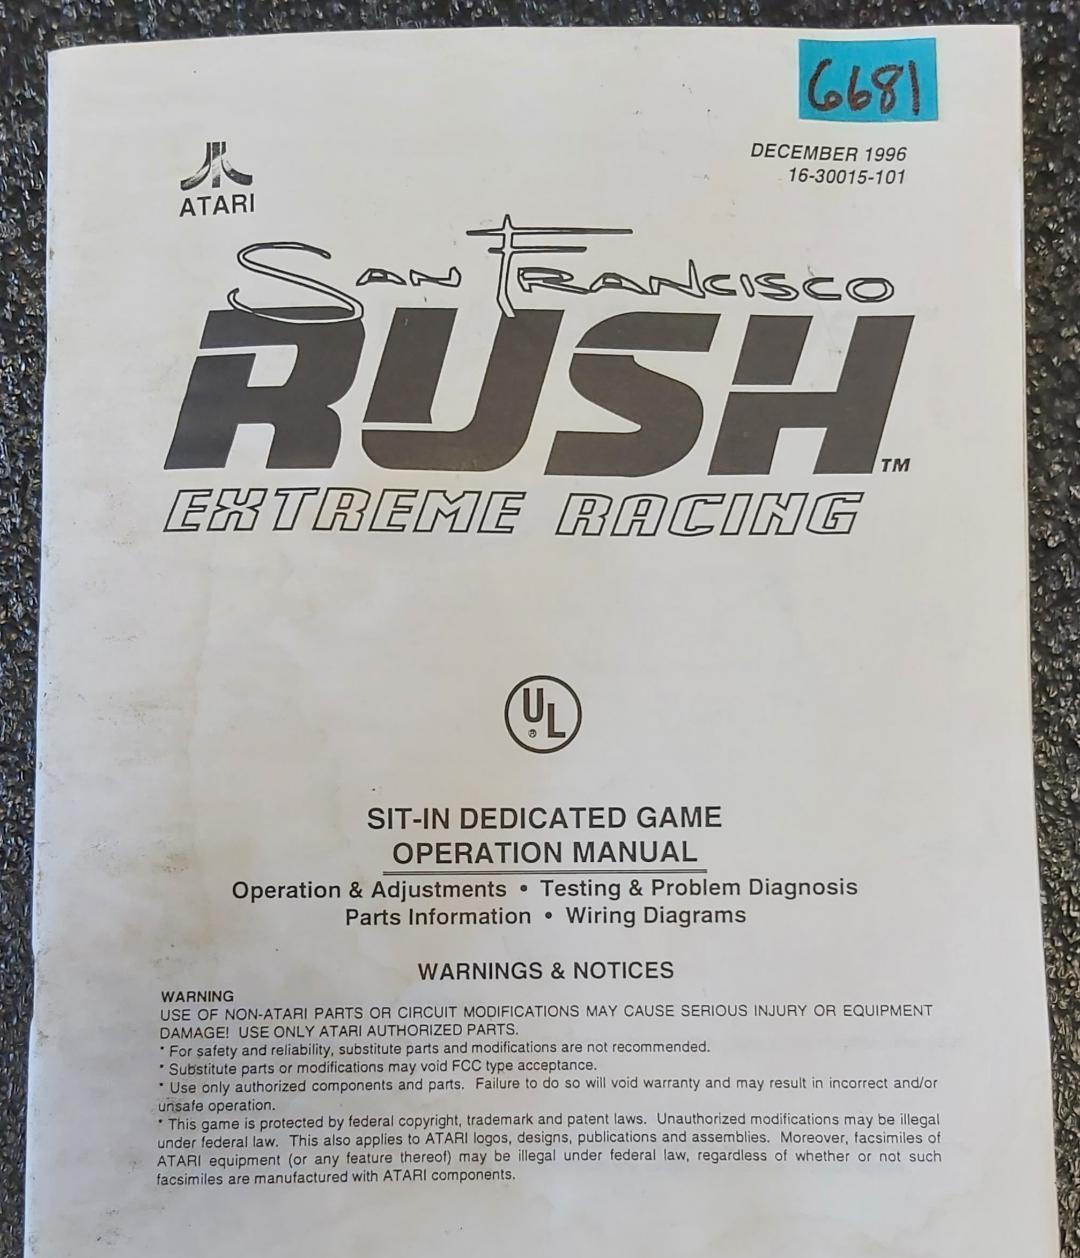 6681
DECEMBER 1996
16-30015-101
ATARI
SAN FRANCISCO
RUSH TM
EXTREME RACING
UL ®
SIT-IN DEDICATED GAME
OPERATION MANUAL
Operation & Adjustments • Testing & Problem Diagnosis
Parts Information • Wiring Diagrams
WARNINGS & NOTICES
WARNING
USE OF NON-ATARI PARTS OR CIRCUIT MODIFICATIONS MAY CAUSE SERIOUS INJURY OR EQUIPMENT
DAMAGE! USE ONLY ATARI AUTHORIZED PARTS.
* For safety and reliability, substitute parts and modifications are not recommended.
* Substitute parts or modifications may void FCC type acceptance.
* Use only authorized components and parts. Failure to do so will void warranty and may result in incorrect and/or
unsafe operation.
* This game is protected by federal copyright, trademark and patent laws. Unauthorized modifications may be illegal
under federal law. This also applies to ATARI logos, designs, publications and assemblies. Moreover, facsimiles of
ATARI equipment (or any feature thereof) may be illegal under federal law, regardless of whether or not such
facsimiles are manufactured with ATARI components.